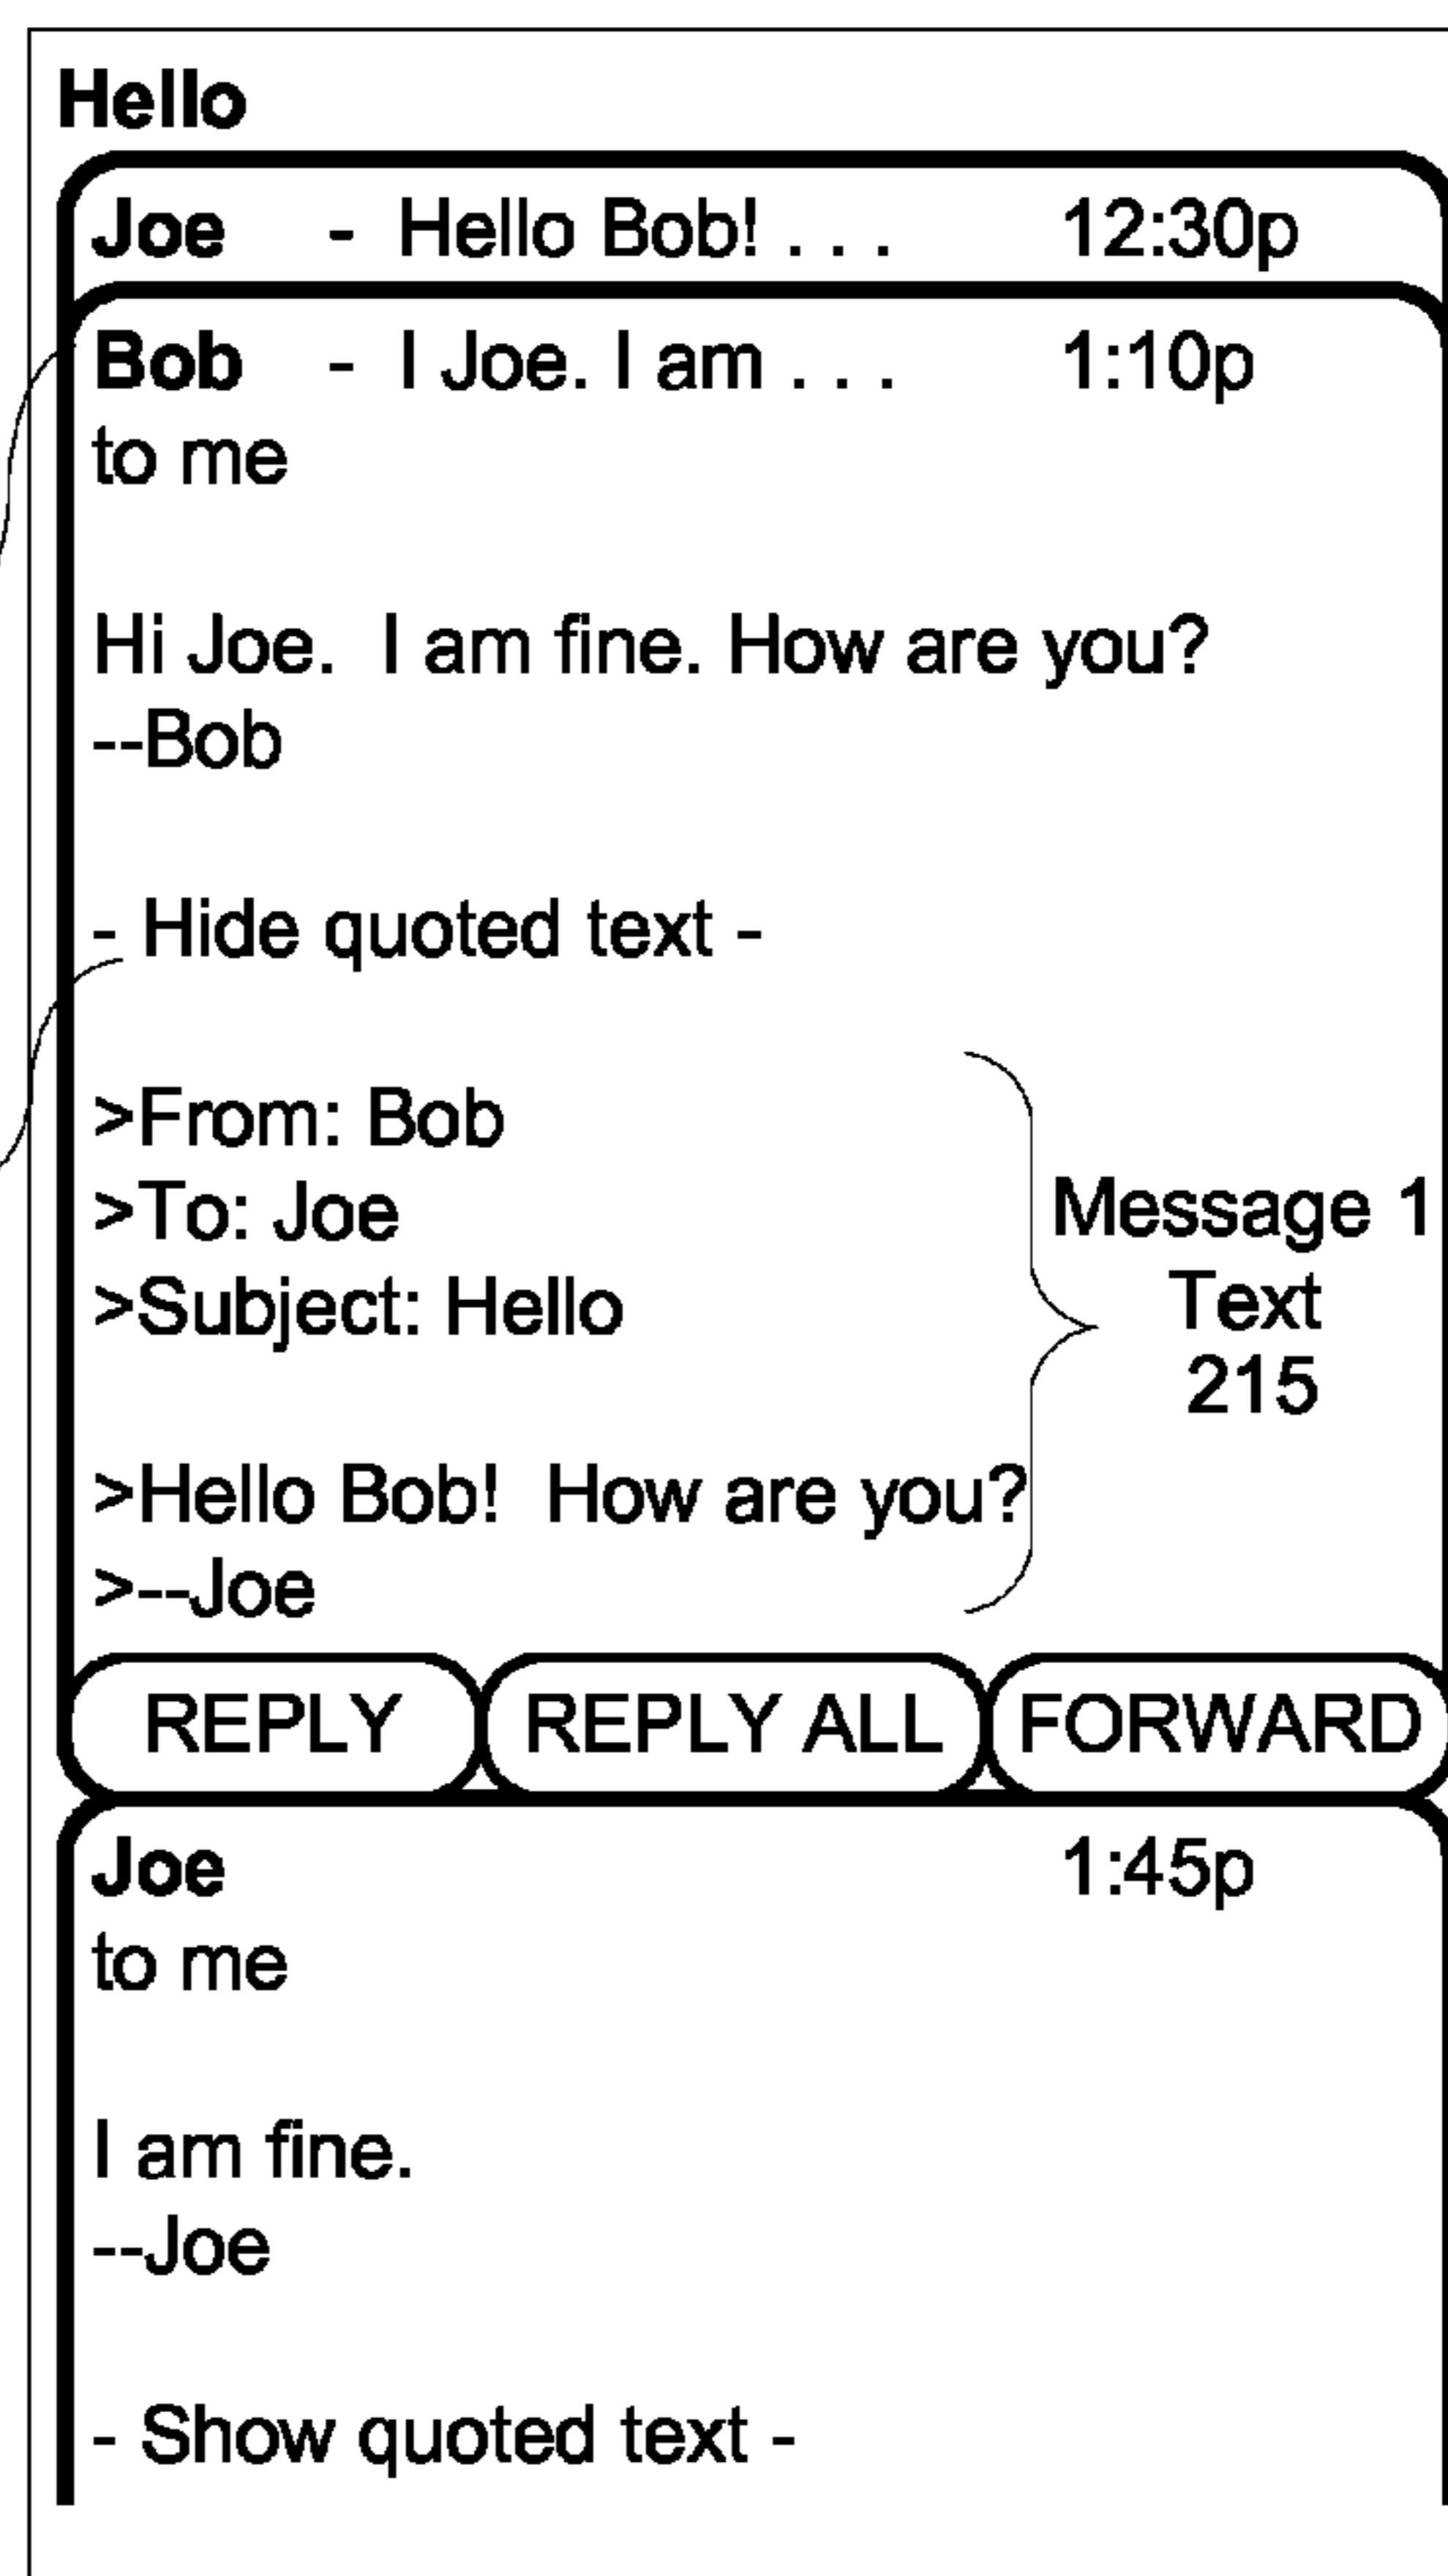 Hello
Joe - Hello Bob! . . . 12:30p
Bob - I Joe. I am . . . 1:10p
to me
Hi Joe. I am fine. How are you?
--Bob
- Hide quoted text -
>From: Bob
>To: Joe
>Subject: Hello
>Hello Bob! How are you?
>--Joe
Message 1
Text
215
REPLY REPLY ALL FORWARD
Joe 1:45p
to me
I am fine.
--Joe
- Show quoted text -